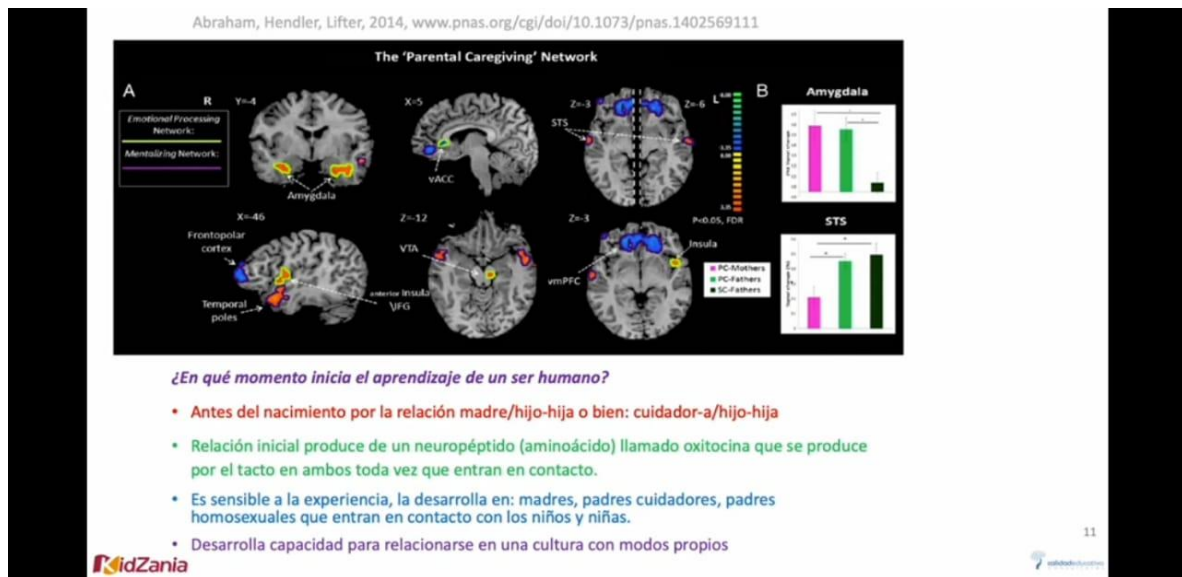 Abraham, Hendler, Lifter, 2014, www.pnas.org/cgi/doi/10.1073/pnas.1402569111
The 'Parental Caregiving' Network
A
R
Y=-4
X=5
Z=-3
Z=-6
L
B
Amygdala
Emotional Processing
Network:
Mentalizing Network:
STS
vACC
Amygdala
P<0.05, FDR
STS
X=-46
Z=-12
Z=-3
Frontopolar
cortex
VTA
Insula
vmPFC
PC-Mothers
PC-Fathers
SC-Fathers
anterior Insula
\IFG
Temporal
poles
¿En qué momento inicia el aprendizaje de un ser humano?
• Antes del nacimiento por la relación madre/hijo-hija o bien: cuidador-a/hijo-hija
• Relación inicial produce de un neuropéptido (aminoácido) llamado oxitocina que se produce
por el tacto en ambos toda vez que entran en contacto.
• Es sensible a la experiencia, la desarrolla en: madres, padres cuidadores, padres
homosexuales que entran en contacto con los niños y niñas.
• Desarrolla capacidad para relacionarse en una cultura con modos propios
11
KidZania
calidadeducativa